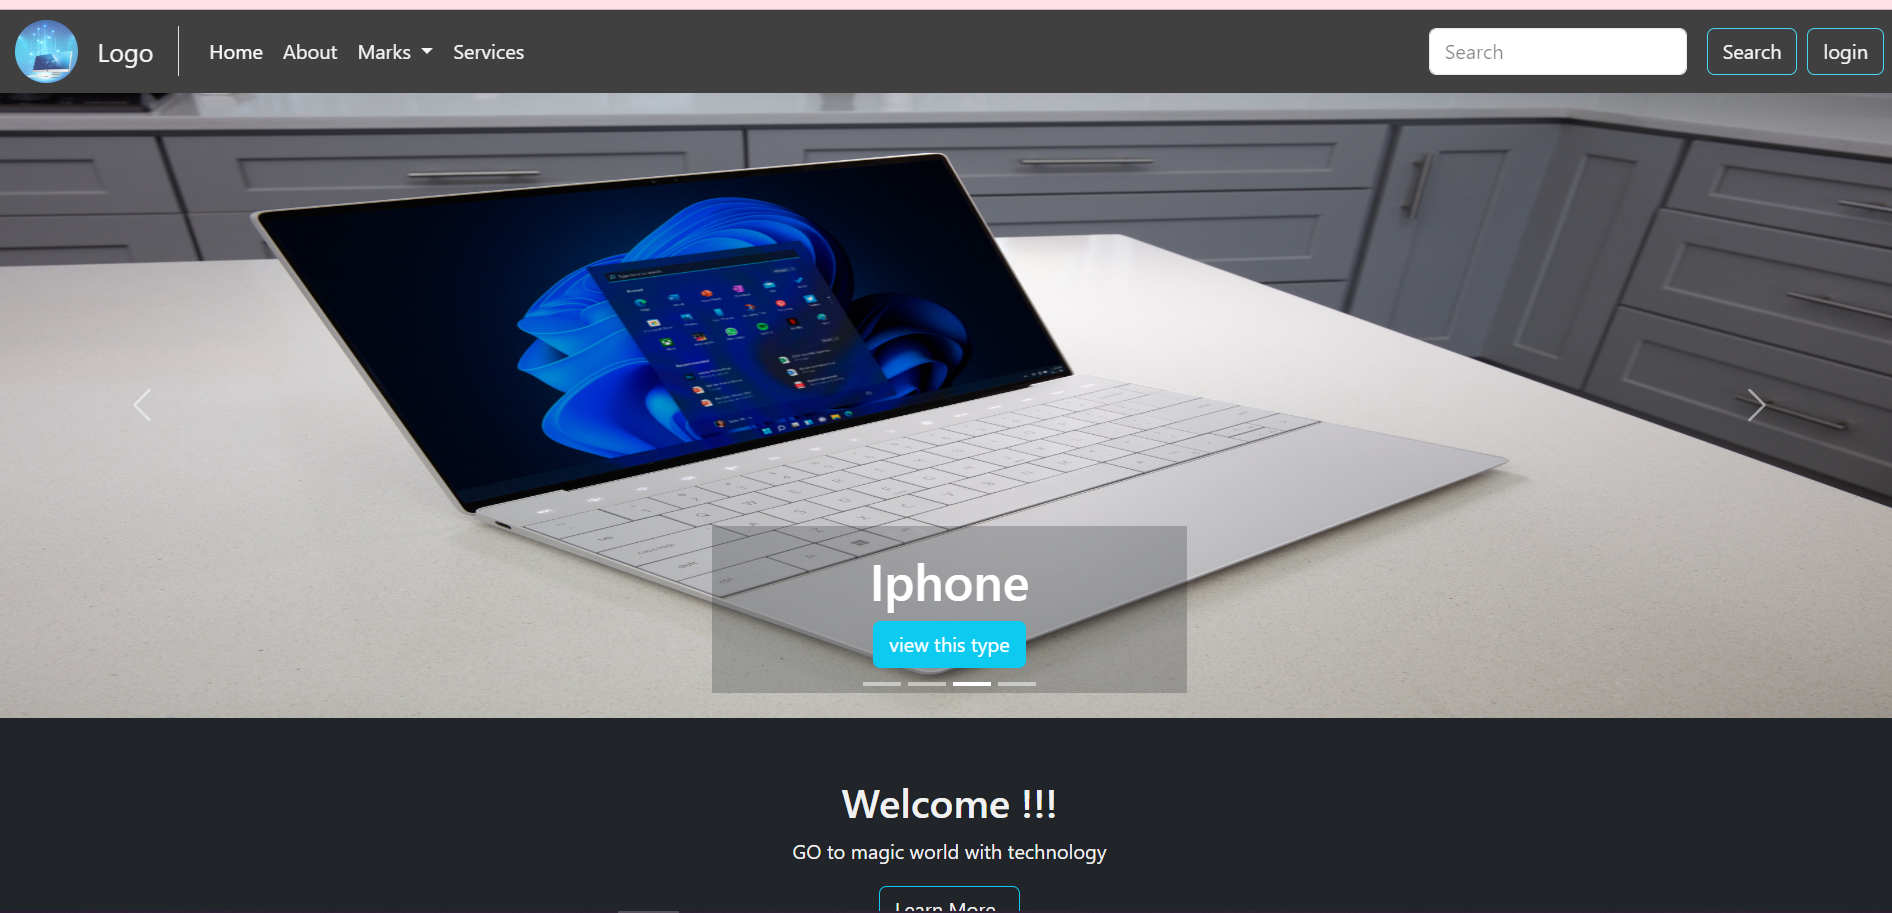 Logo
Home About Marks Services
Search
Search
login
Iphone
view this type
Welcome !!!
GO to magic world with technology
Learn More